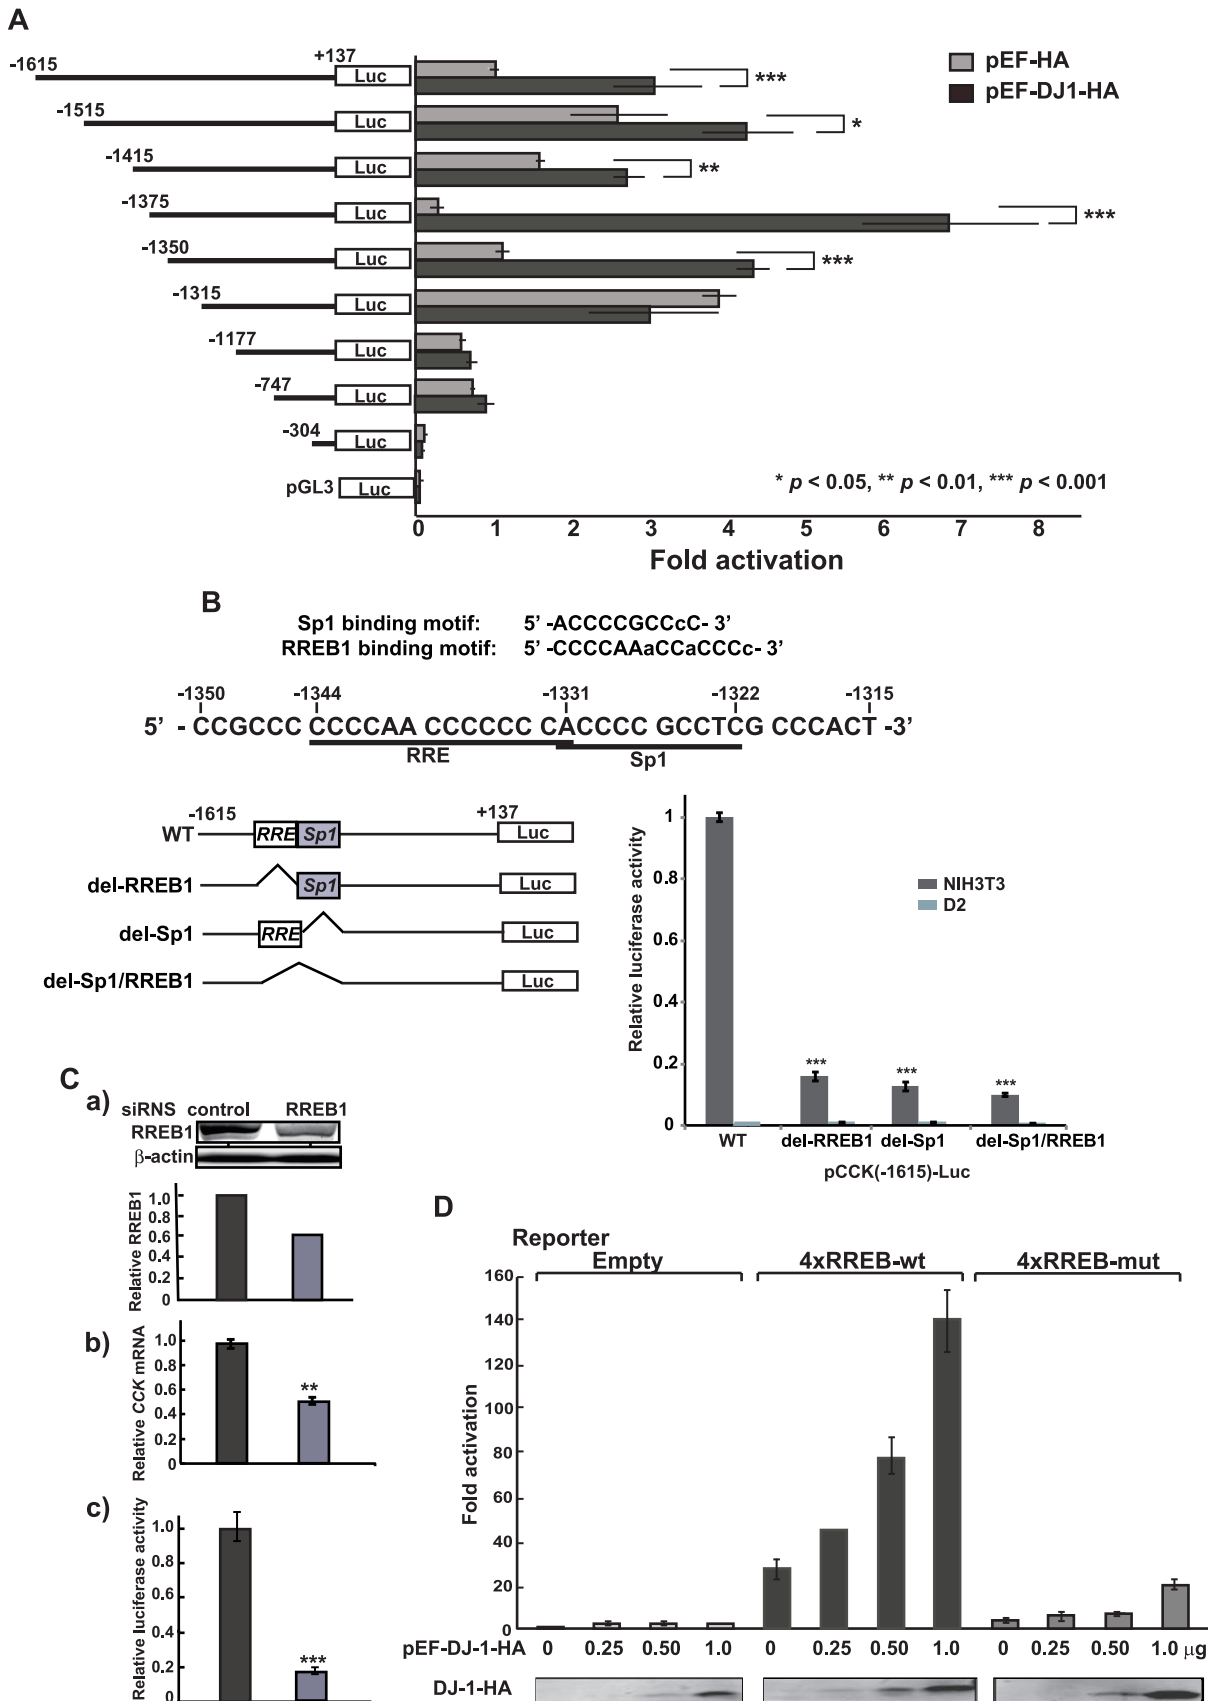 A
-1615
+137
Luc
***
pEF-HA
pEF-DJ1-HA
-1515
Luc
*
-1415
Luc
**
-1375
Luc
***
-1350
Luc
***
-1315
Luc
-1177
Luc
-747
Luc
-304
Luc
pGL3
Luc
* p < 0.05, ** p < 0.01, *** p < 0.001
0 1 2 3 4 5 6 7 8
Fold activation
B
Sp1 binding motif: 5’ -ACCCCGCCcC- 3’
RREB1 binding motif: 5’ -CCCCAAaCCaCCCc- 3’
-1350 -1344 -1331 -1322 -1315
5’ - CCGCCC CCCCAA CCCCCCC CACCCC GCCTCG CCCACT -3’
RRE Sp1
-1615 +137
WT RRE Sp1 Luc
del-RREB1 Sp1 Luc
del-Sp1 RRE Luc
del-Sp1/RREB1 Luc
Relative luciferase activity
1
0.8
0.6
0.4
0.2
0
NIH3T3
D2
*** *** ***
WT del-RREB1 del-Sp1 del-Sp1/RREB1
pCCK(-1615)-Luc
C
a)
siRNS control RREB1
RREB1
β-actin
Relative RREB1
1.0
0.8
0.6
0.4
0.2
0
b)
Relative CCK mRNA
1.0
0.8
0.6
0.4
0.2
0
**
c)
Relative luciferase activity
1.0
0.8
0.6
0.4
0.2
***
D
Reporter
Empty 4xRREB-wt 4xRREB-mut
Fold activation
160
140
120
100
80
60
40
20
0
pEF-DJ-1-HA 0 0.25 0.50 1.0 0 0.25 0.50 1.0 0 0.25 0.50 1.0 μg
DJ-1-HA